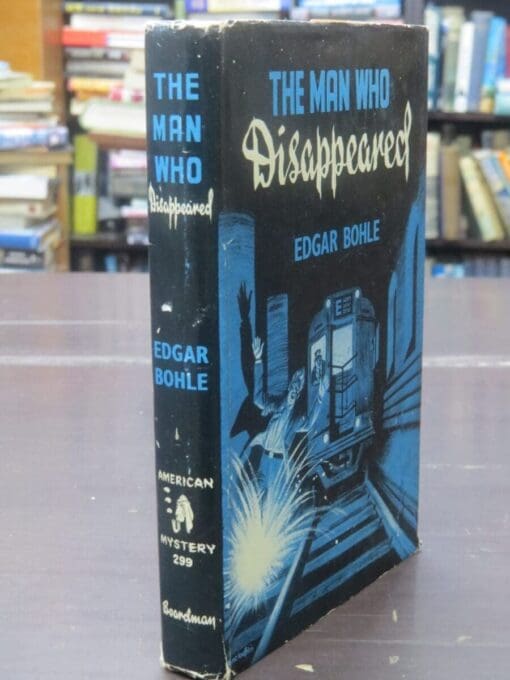 THE
MAN
WHO
Disappeared
EDGAR
BOHLE
AMERICAN
MYSTERY
299
Boardman
THE MAN WHO
Disappeared
EDGAR BOHLE
E